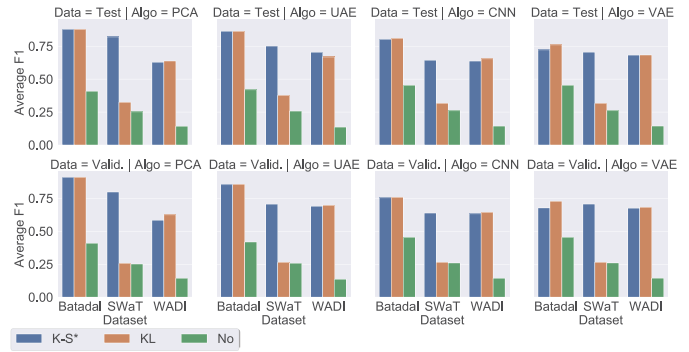 Data = Test | Algo = PCA
Data = Test | Algo = UAE
Data = Test | Algo = CNN
Data = Test | Algo = VAE
0.75
0.50
0.25
0.00
Average F1
Data = Valid. | Algo = PCA
Data = Valid. | Algo = UAE
Data = Valid. | Algo = CNN
Data = Valid. | Algo = VAE
0.75
0.50
0.25
0.00
Average F1
Batadal SWaT WADI
Batadal SWaT WADI
Batadal SWaT WADI
Batadal SWaT WADI
Dataset
Dataset
Dataset
Dataset
K-S* KL No